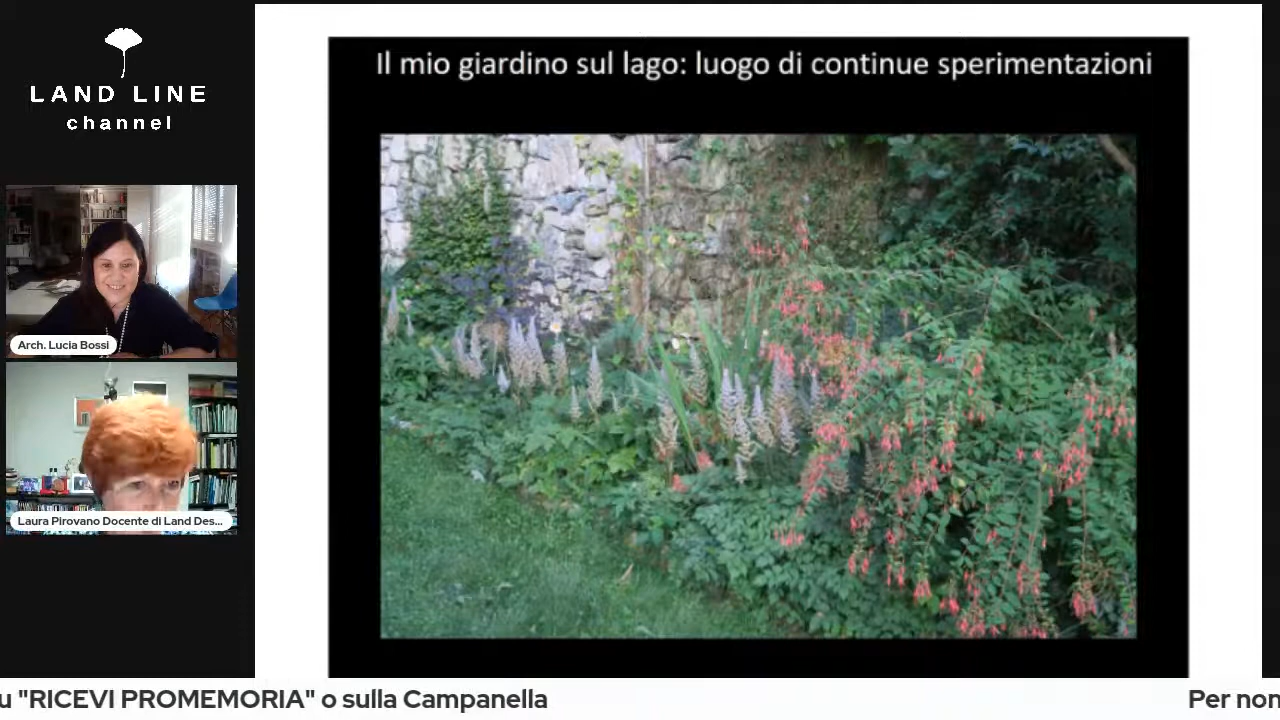 LAND LINE
channel
Il mio giardino sul lago: luogo di continue sperimentazioni
Arch. Lucia Bossi
Laura Pirovano Docente di Land Des...
u "RICEVI PROMEMORIA" o sulla Campanella
Per non